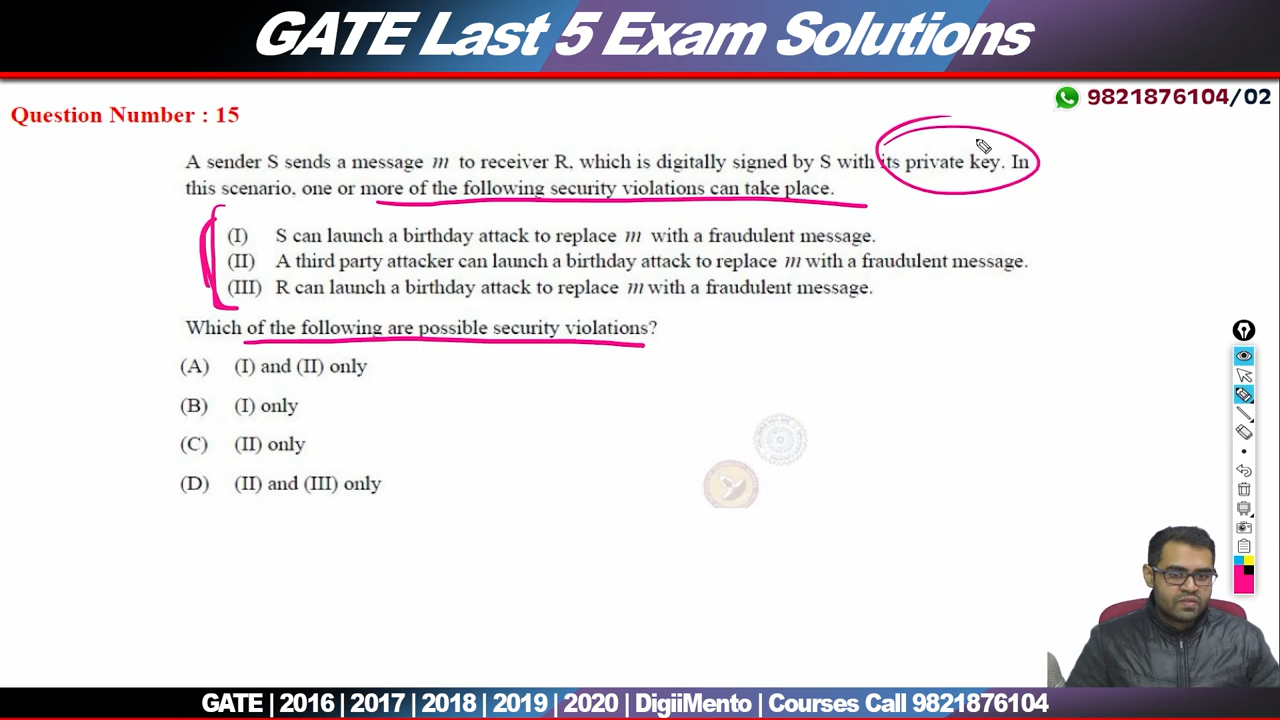 GATE Last 5 Exam Solutions
9821876104/02
Question Number : 15
A sender S sends a message m to receiver R, which is digitally signed by S with its private key. In
this scenario, one or more of the following security violations can take place.
(I) S can launch a birthday attack to replace m with a fraudulent message.
(II) A third party attacker can launch a birthday attack to replace m with a fraudulent message.
(III) R can launch a birthday attack to replace m with a fraudulent message.
Which of the following are possible security violations?
(A) (I) and (II) only
(B) (I) only
(C) (II) only
(D) (II) and (III) only
GATE | 2016 | 2017 | 2018 | 2019 | 2020 | DigiiMento | Courses Call 9821876104